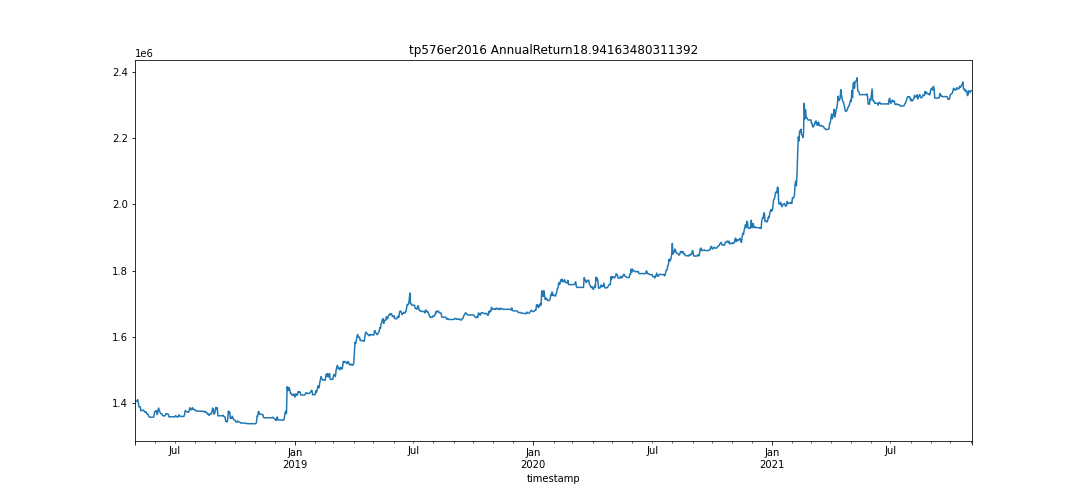 tp576er2016 AnnualReturn18.94163480311392
1e6
2.4
2.2
2.0
1.8
1.6
1.4
Jul Jan Jul Jan Jul Jan Jul
2019 2020 2021
timestamp